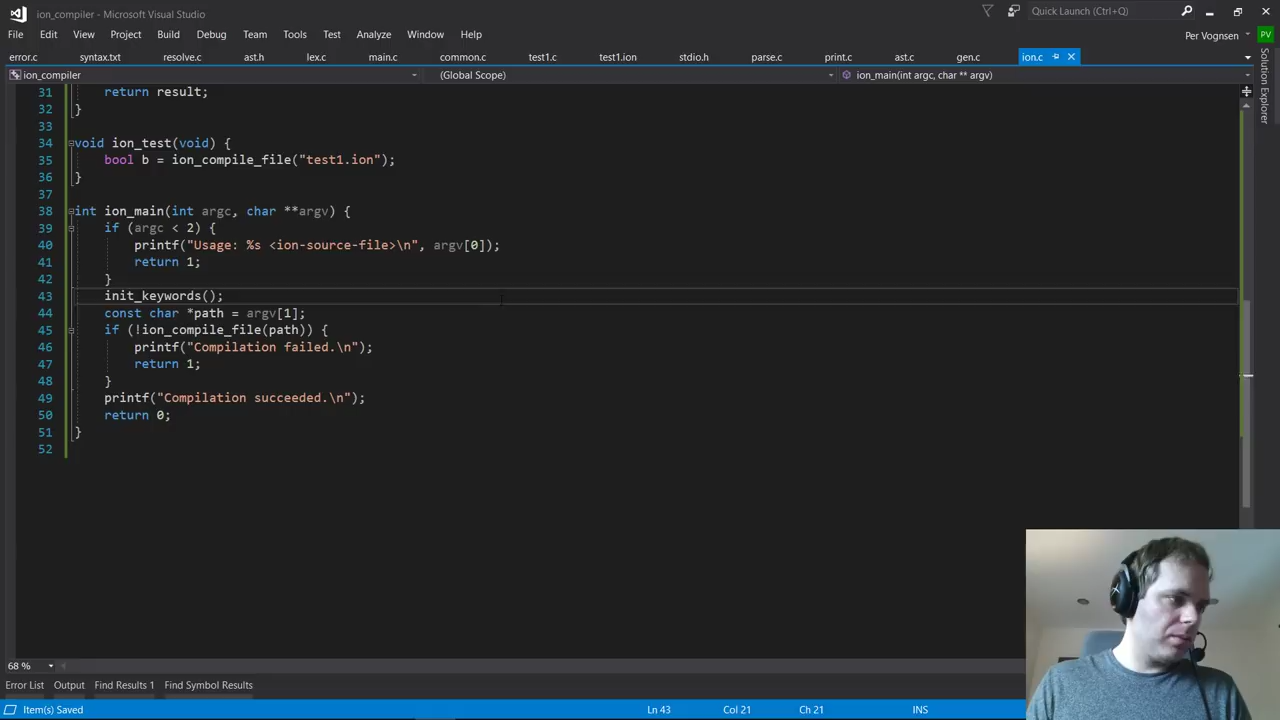 ion_compiler - Microsoft Visual Studio
Quick Launch (Ctrl+Q)
File Edit View Project Build Debug Team Tools Test Analyze Window Help
Per Vognsen PV
error.c syntax.txt resolve.c ast.h lex.c main.c common.c test1.c test1.ion stdio.h parse.c print.c ast.c gen.c ion.c
Solution Explorer
ion_compiler (Global Scope) ion_main(int argc, char ** argv)
31 return result;
32 }
33
34 void ion_test(void) {
35 bool b = ion_compile_file("test1.ion");
36 }
37
38 int ion_main(int argc, char **argv) {
39 if (argc < 2) {
40 printf("Usage: %s <ion-source-file>\n", argv[0]);
41 return 1;
42 }
43 init_keywords();
44 const char *path = argv[1];
45 if (!ion_compile_file(path)) {
46 printf("Compilation failed.\n");
47 return 1;
48 }
49 printf("Compilation succeeded.\n");
50 return 0;
51 }
52
68 %
Error List Output Find Results 1 Find Symbol Results
Item(s) Saved Ln 43 Col 21 Ch 21 INS